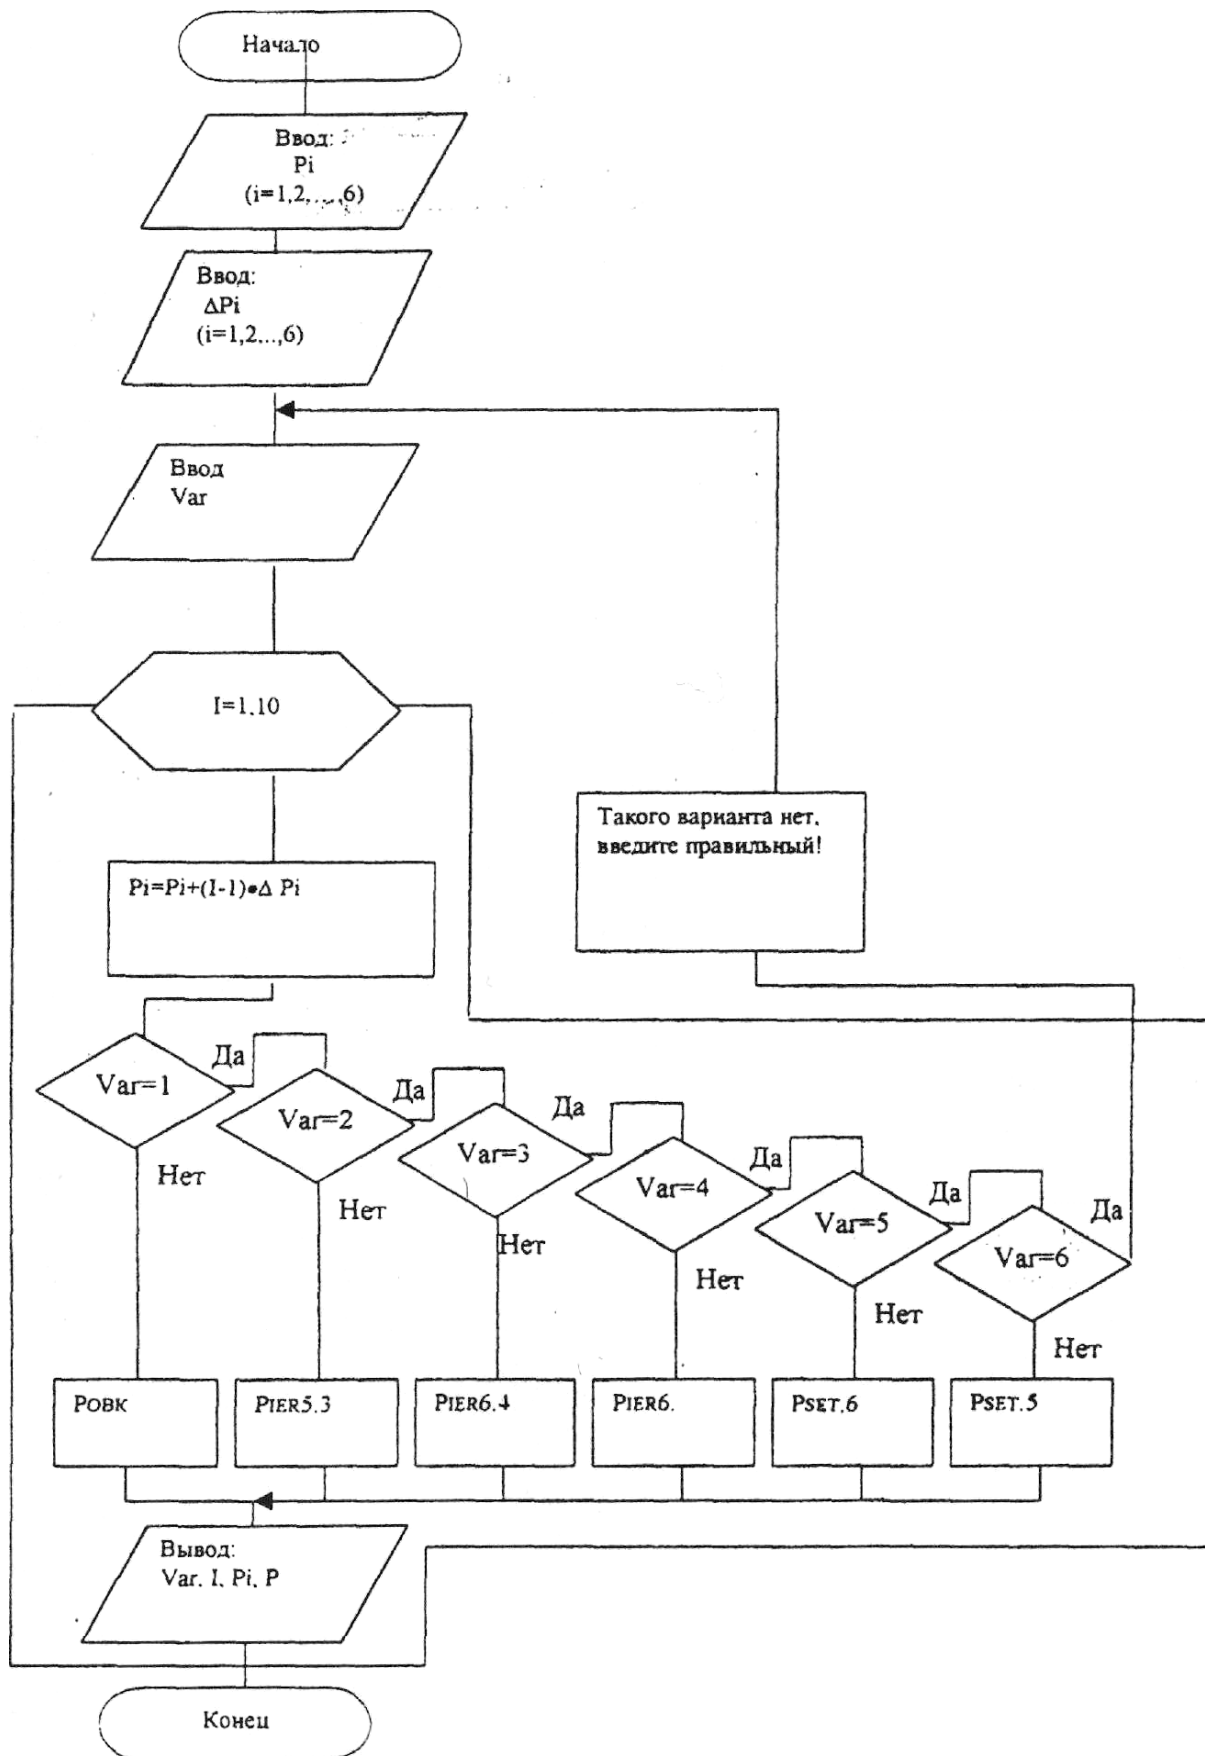 Начало
Ввод:
Pi
(i=1,2,...,6)
Ввод:
ΔPi
(i=1,2..,6)
Ввод
Var
I=1,10
Такого варианта нет,
введите правильный!
Pi=Pi+(I-1)•Δ Pi
Var=1
Да
Нет
Var=2
Да
Нет
Var=3
Да
Нет
Var=4
Да
Нет
Var=5
Да
Нет
Var=6
Да
Нет
POBK
PIER5.3
PIER6.4
PIER6.
PSET.6
PSET.5
Вывод:
Var, I, Pi, P
Конец